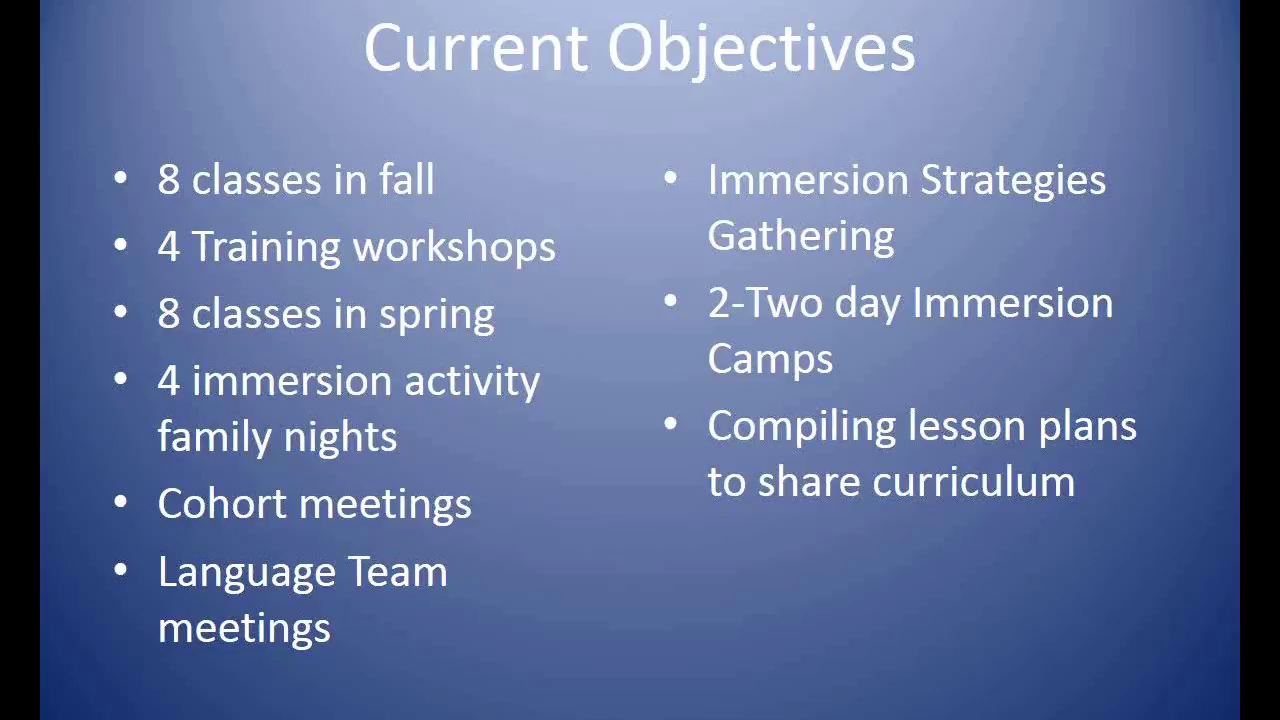 Current Objectives
• 8 classes in fall
• 4 Training workshops
• 8 classes in spring
• 4 immersion activity
family nights
• Cohort meetings
• Language Team
meetings
• Immersion Strategies
Gathering
• 2-Two day Immersion
Camps
• Compiling lesson plans
to share curriculum